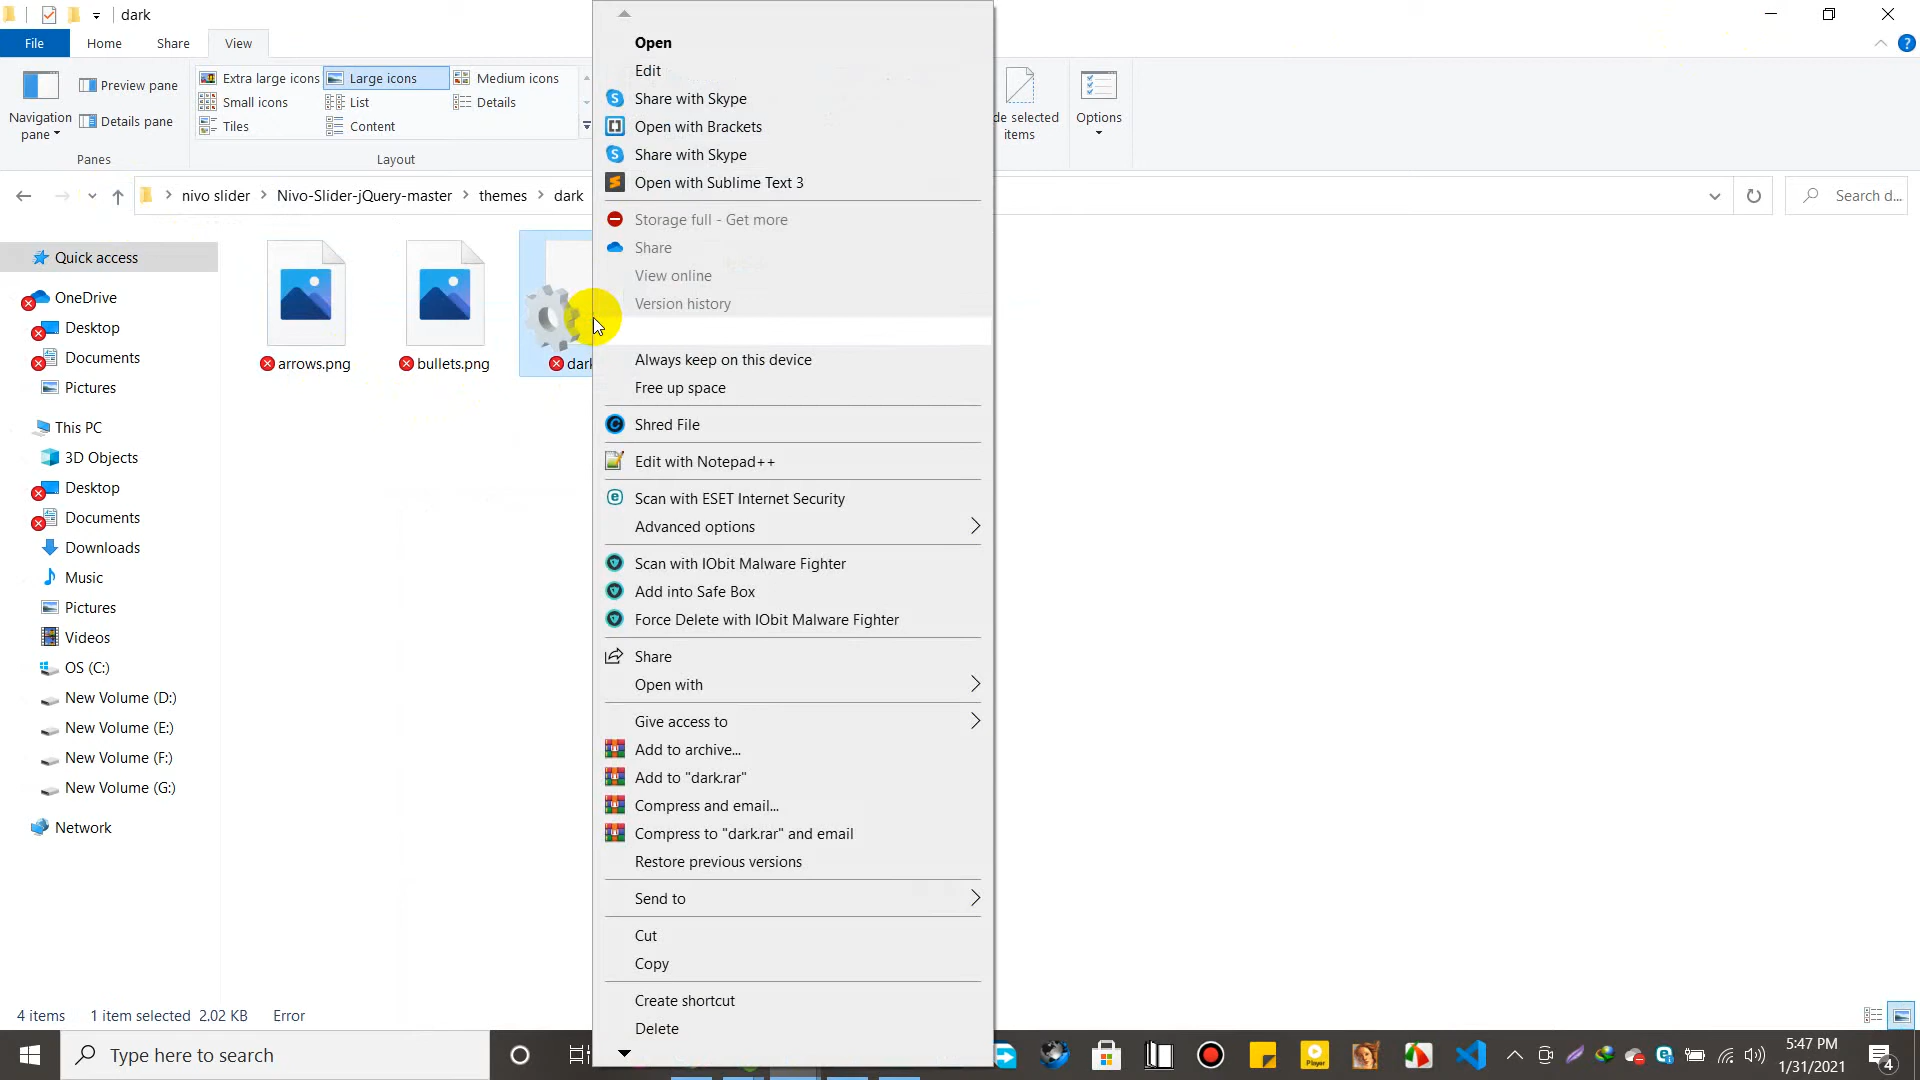 dark
File
Home
Share
View
Navigation
pane
Preview pane
Details pane
Panes
Extra large icons
Large icons
Medium icons
Small icons
List
Details
Tiles
Content
Layout
de selected
items
Options
nivo slider
Nivo-Slider-jQuery-master
themes
dark
Search d...
Quick access
OneDrive
Desktop
Documents
Pictures
This PC
3D Objects
Desktop
Documents
Downloads
Music
Pictures
Videos
OS (C:)
New Volume (D:)
New Volume (E:)
New Volume (F:)
New Volume (G:)
Network
arrows.png
bullets.png
dark
Open
Edit
Share with Skype
Open with Brackets
Share with Skype
Open with Sublime Text 3
Storage full - Get more
Share
View online
Version history
Always keep on this device
Free up space
Shred File
Edit with Notepad++
Scan with ESET Internet Security
Advanced options
Scan with IObit Malware Fighter
Add into Safe Box
Force Delete with IObit Malware Fighter
Share
Open with
Give access to
Add to archive...
Add to "dark.rar"
Compress and email...
Compress to "dark.rar" and email
Restore previous versions
Send to
Cut
Copy
Create shortcut
Delete
4 items
1 item selected 2.02 KB
Error
Type here to search
Player
5:47 PM
1/31/2021
4